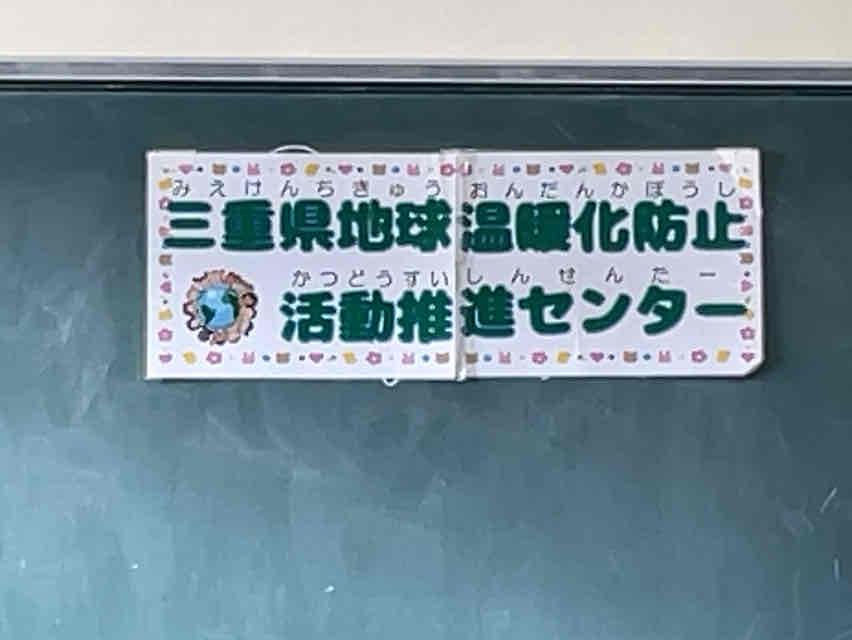 みえけんちきゅうおんだんかぼうし
三重県地球温暖化防止
かつどうすいしんせんたー
活動推進センター